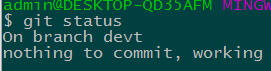 admin@DESKTOP-QD35AFM MINGW
$ git status
On branch devt
nothing to commit, working